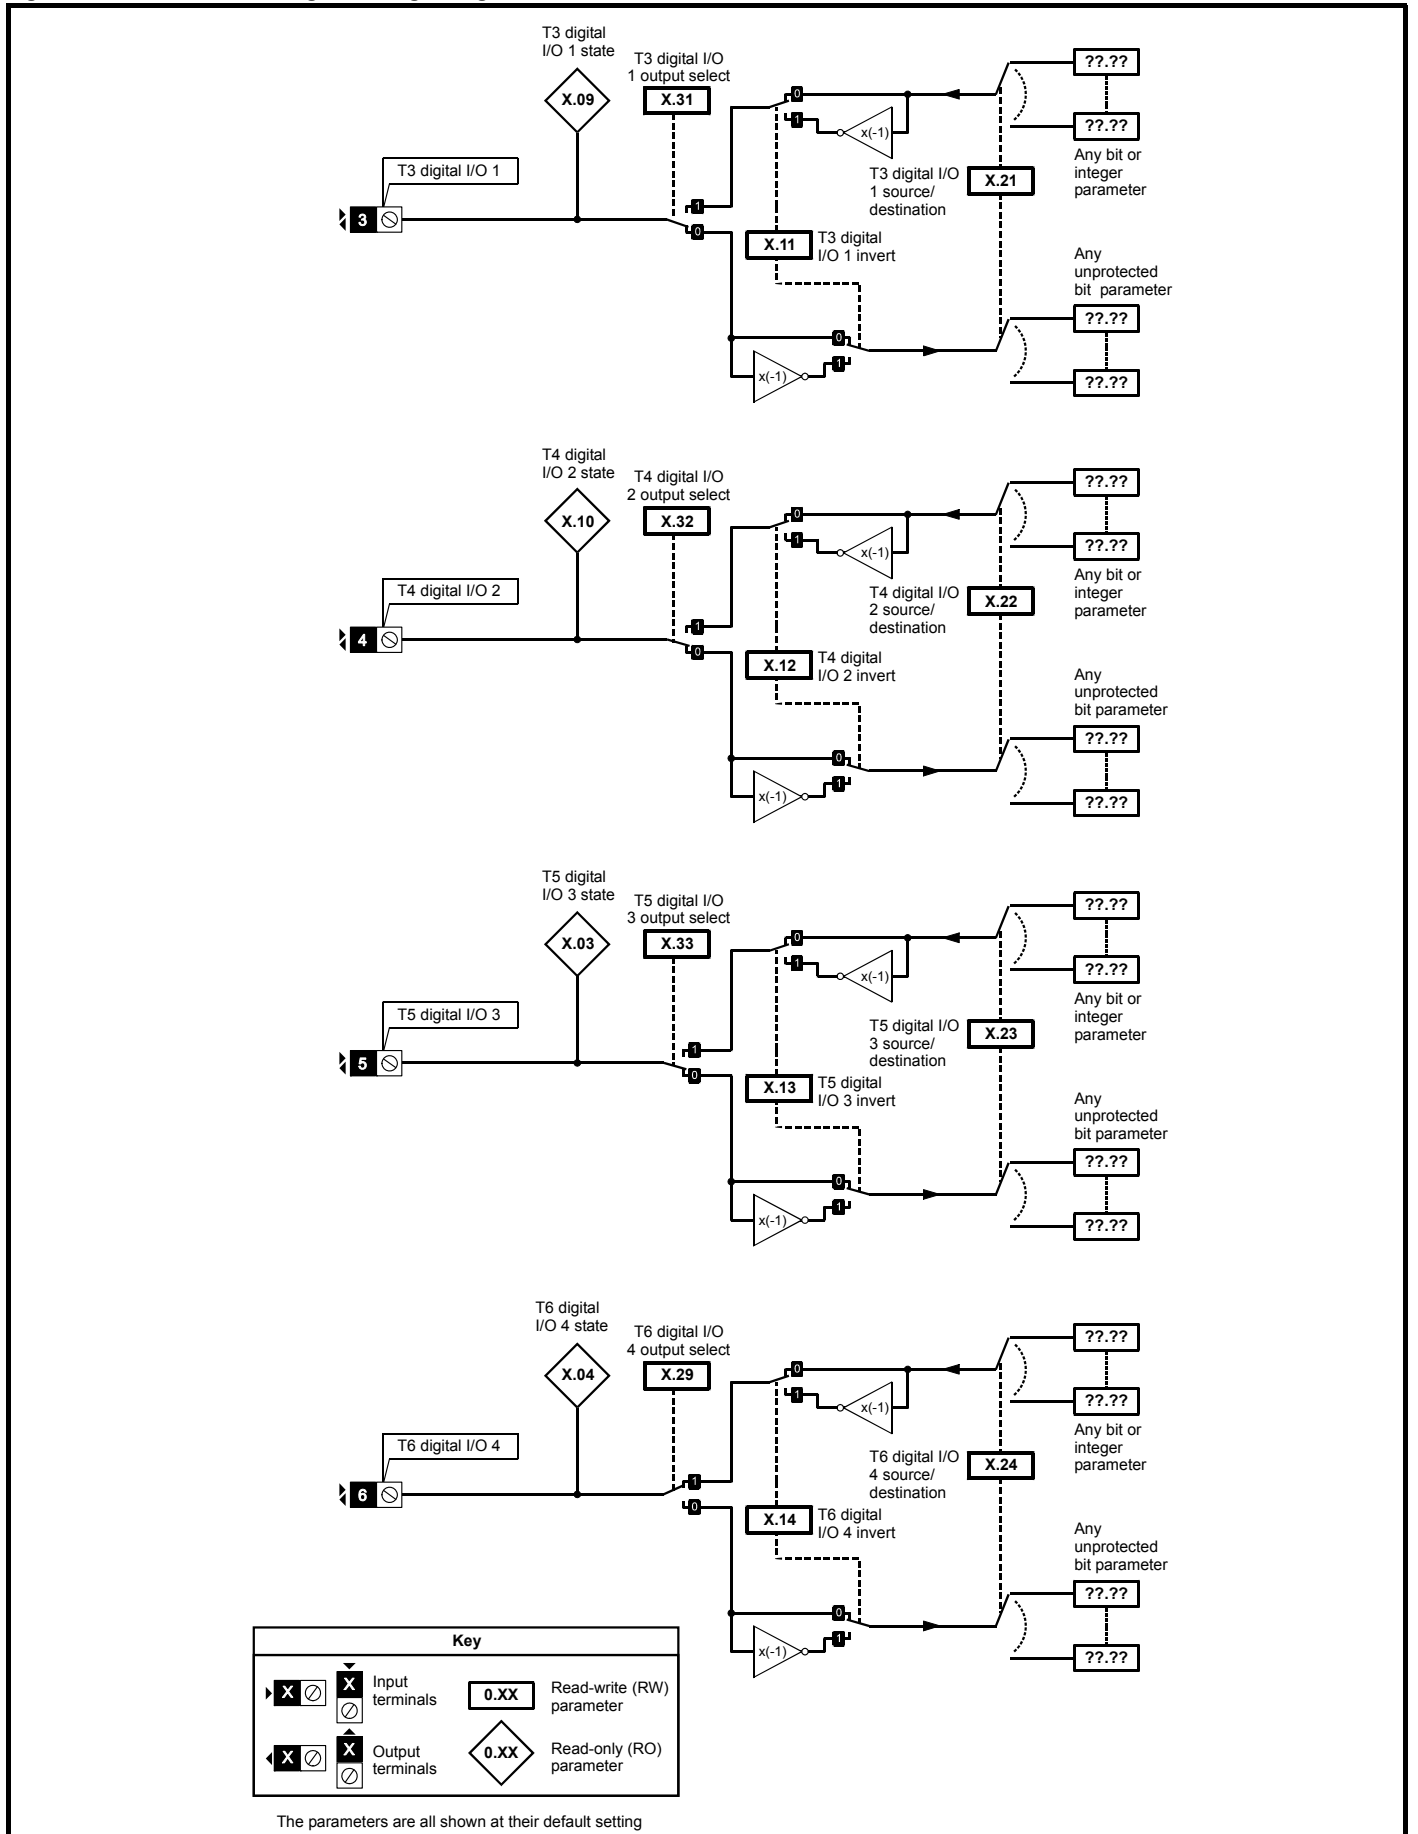 T3 digital
I/O 1 state
X.09
T3 digital I/O
1 output select
X.31
0
1
x(-1)
??.??
??.??
Any bit or
integer
parameter
T3 digital I/O 1
3
1
0
T3 digital I/O
1 source/
destination
X.21
X.11
T3 digital
I/O 1 invert
Any
unprotected
bit parameter
0
1
x(-1)
??.??
??.??
T4 digital
I/O 2 state
X.10
T4 digital I/O
2 output select
X.32
0
1
x(-1)
??.??
??.??
Any bit or
integer
parameter
T4 digital I/O 2
4
1
0
T4 digital I/O
2 source/
destination
X.22
X.12
T4 digital
I/O 2 invert
Any
unprotected
bit parameter
0
1
x(-1)
??.??
??.??
T5 digital
I/O 3 state
X.03
T5 digital I/O
3 output select
X.33
0
1
x(-1)
??.??
??.??
Any bit or
integer
parameter
T5 digital I/O 3
5
1
0
T5 digital I/O
3 source/
destination
X.23
X.13
T5 digital
I/O 3 invert
Any
unprotected
bit parameter
0
1
x(-1)
??.??
??.??
T6 digital
I/O 4 state
X.04
T6 digital I/O
4 output select
X.29
0
1
x(-1)
??.??
??.??
Any bit or
integer
parameter
T6 digital I/O 4
6
1
0
T6 digital I/O
4 source/
destination
X.24
X.14
T6 digital
I/O 4 invert
Any
unprotected
bit parameter
0
1
x(-1)
??.??
??.??
Key
X
X
Input
terminals
0.XX
Read-write (RW)
parameter
X
X
Output
terminals
0.XX
Read-only (RO)
parameter
The parameters are all shown at their default setting